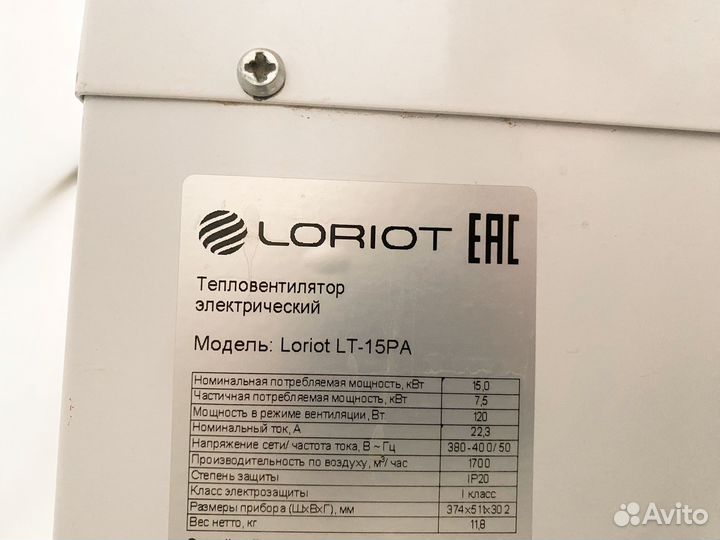 LORIOT EAC
Тепловентилятор
электрический
Модель: Loriot LT-15PA
Номинальная потребляемая мощность, кВт 15,0
Частичная потребляемая мощность, кВт 7,5
Мощность в режиме вентиляции, Вт 120
Номинальный ток, А 22,3
Напряжение сети/ частота тока, В ~ Гц 380-400/50
Производительность по воздуху, м³/ час 1700
Степень защиты IP20
Класс электрозащиты I класс
Размеры прибора (ШхВхГ), мм 374x511x302
Вес нетто, кг 11,8
Avito